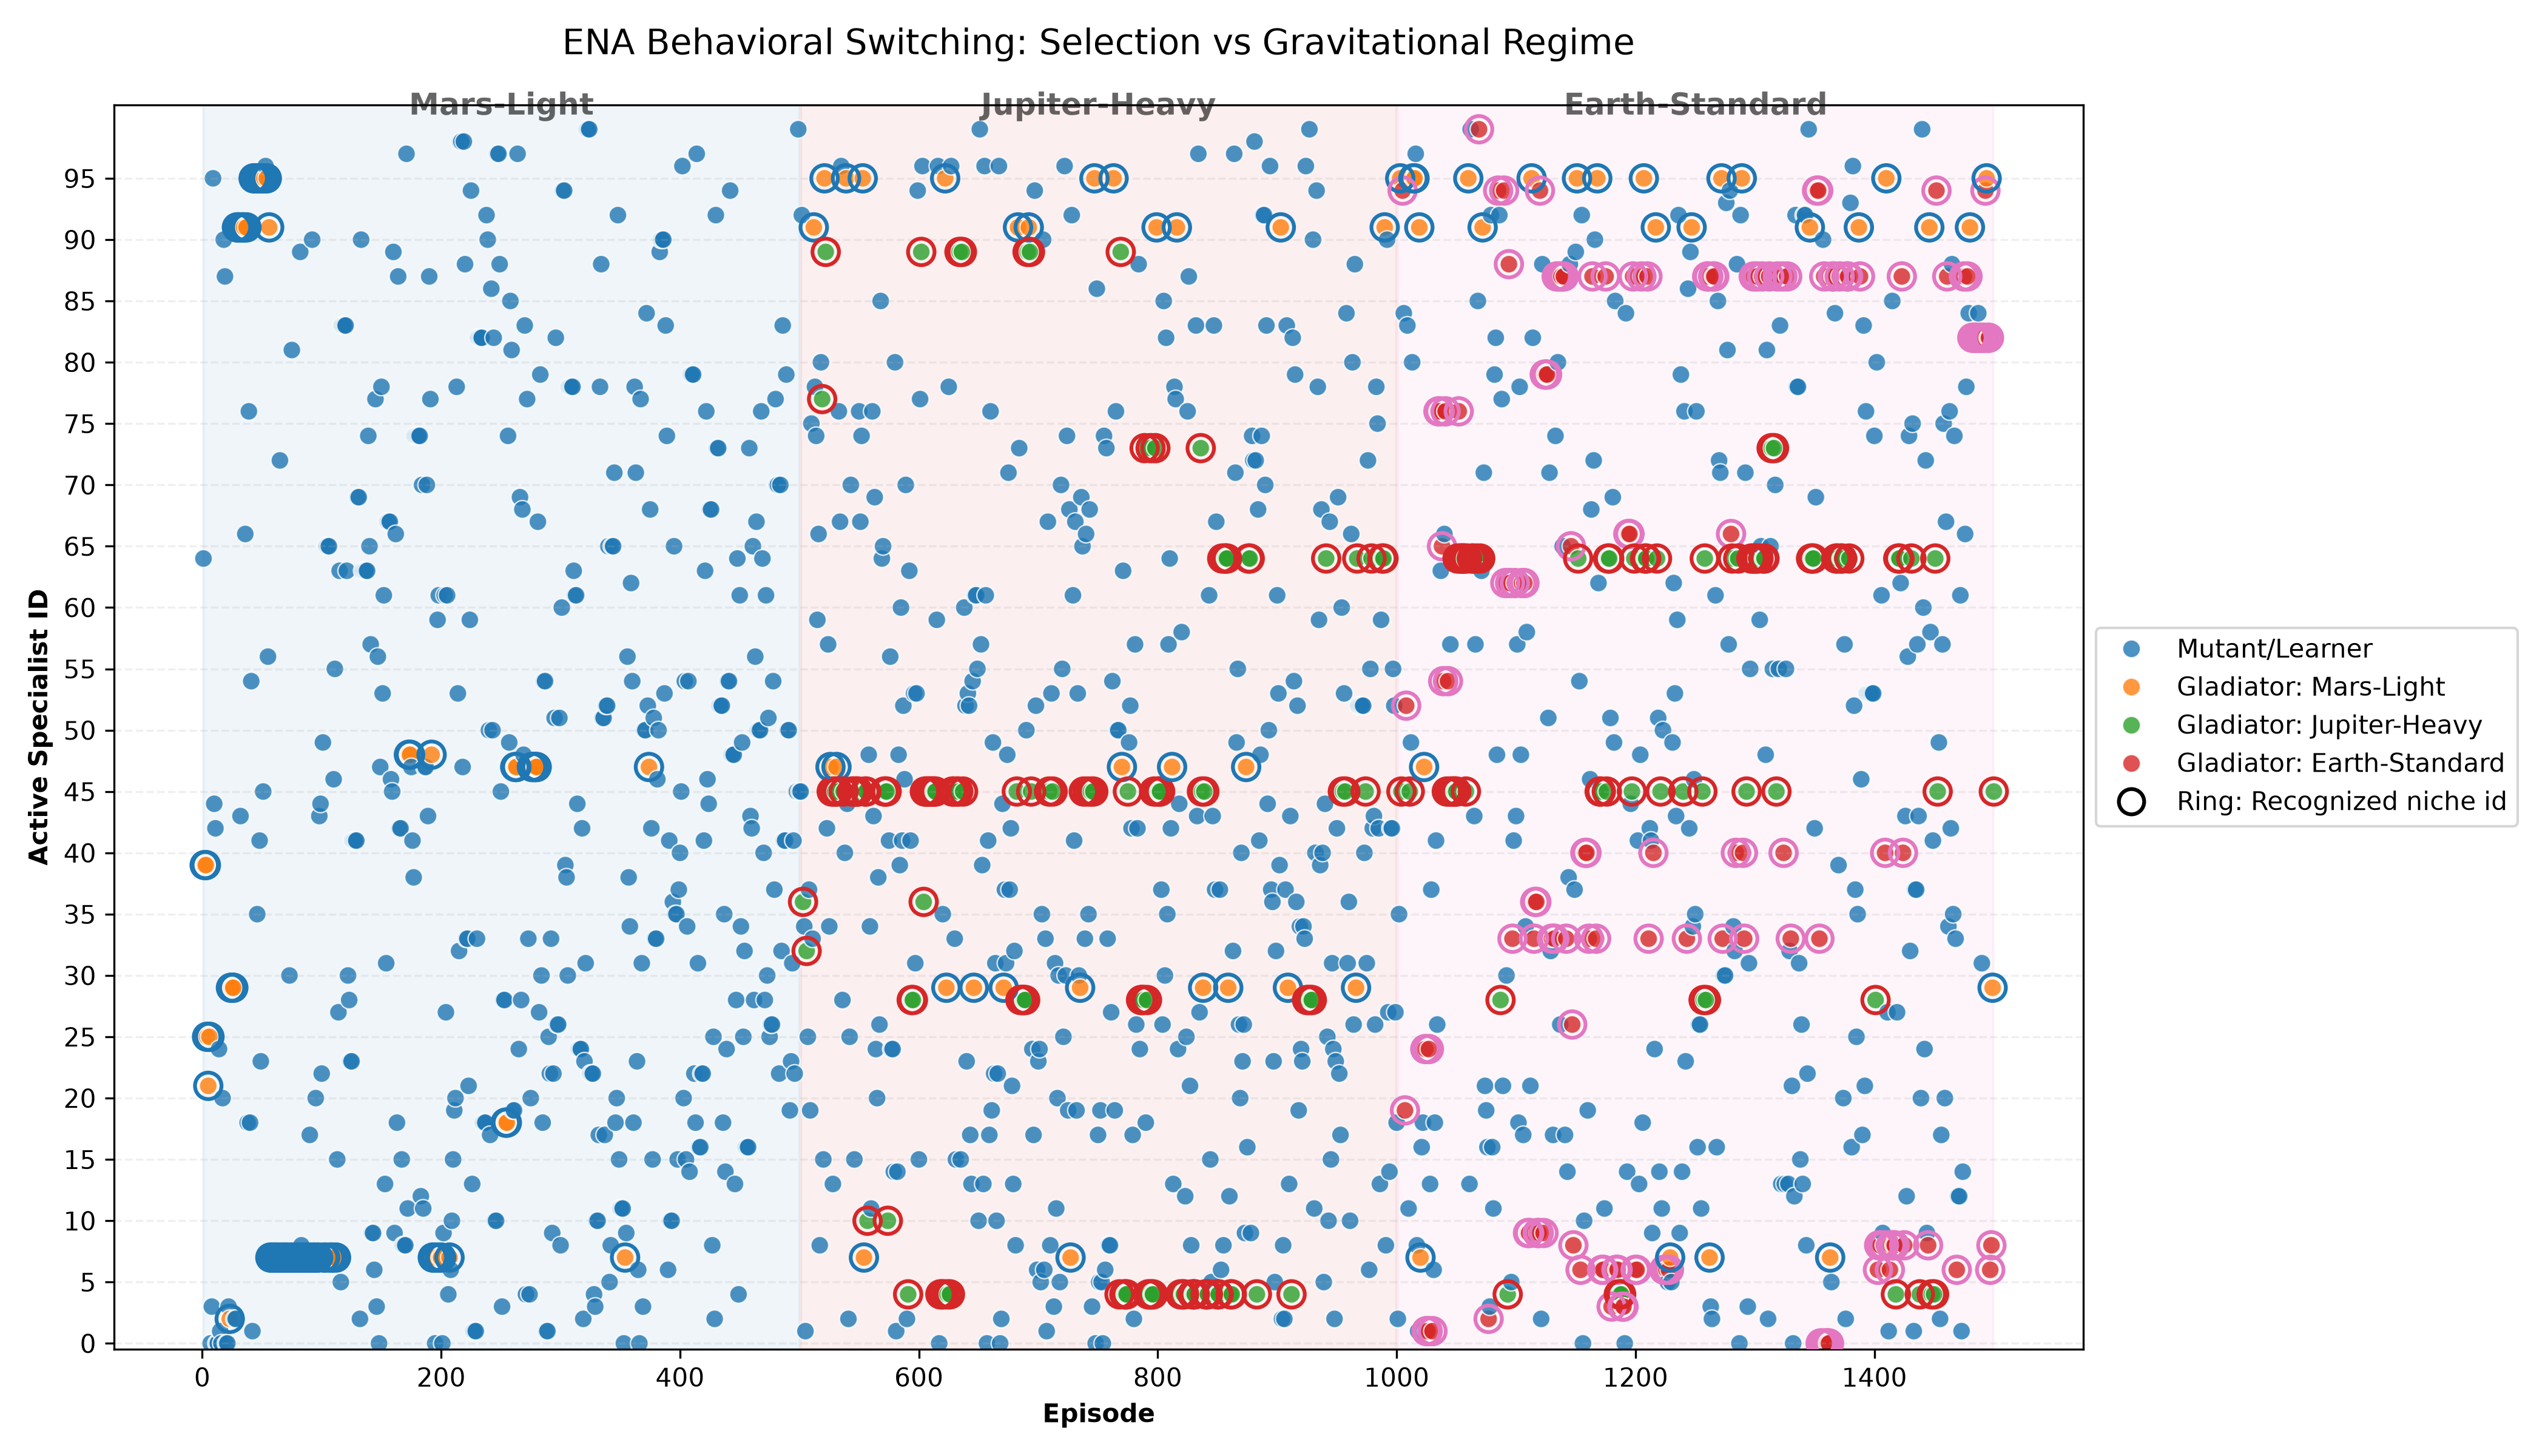 ENA Behavioral Switching: Selection vs Gravitational Regime
Mars-Light
Jupiter-Heavy
Earth-Standard
Active Specialist ID
95
90
85
80
75
70
65
60
55
50
45
40
35
30
25
20
15
10
5
0
0
200
400
600
800
1000
1200
1400
Episode
Mutant/Learner
Gladiator: Mars-Light
Gladiator: Jupiter-Heavy
Gladiator: Earth-Standard
Ring: Recognized niche id